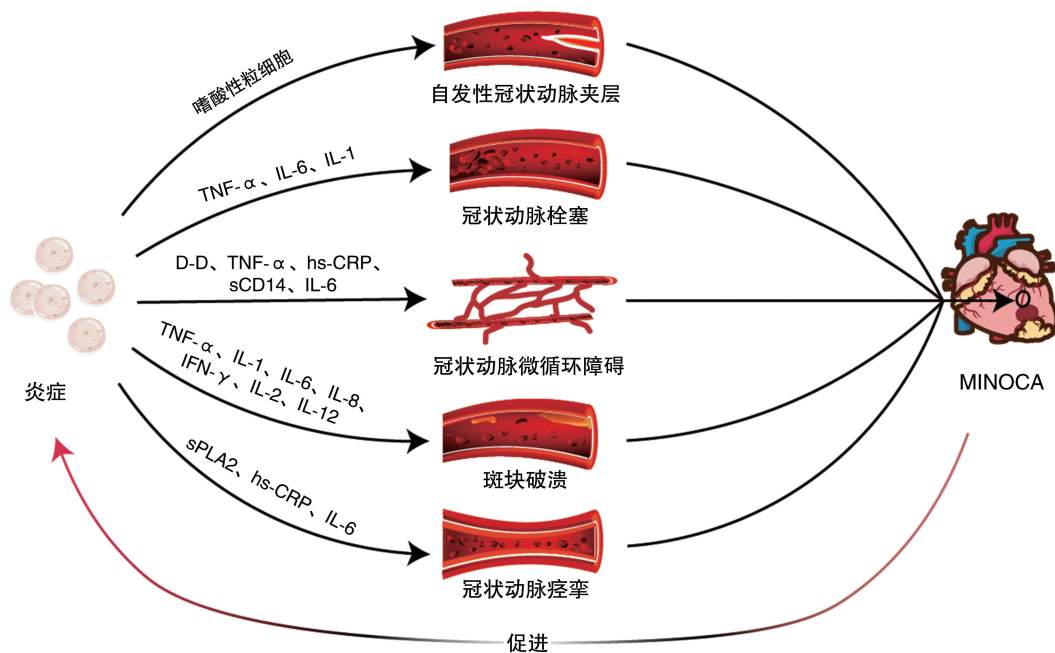 嗜酸性粒细胞
自发性冠状动脉夹层
TNF-α、IL-6、IL-1
冠状动脉栓塞
D-D、TNF-α、hs-CRP、
sCD14、IL-6
冠状动脉微循环障碍
TNF-α、IL-1、IL-6、IL-8、
IFN-γ、IL-2、IL-12
炎症
MINOCA
斑块破溃
sPLA2、hs-CRP、IL-6
冠状动脉痉挛
促进